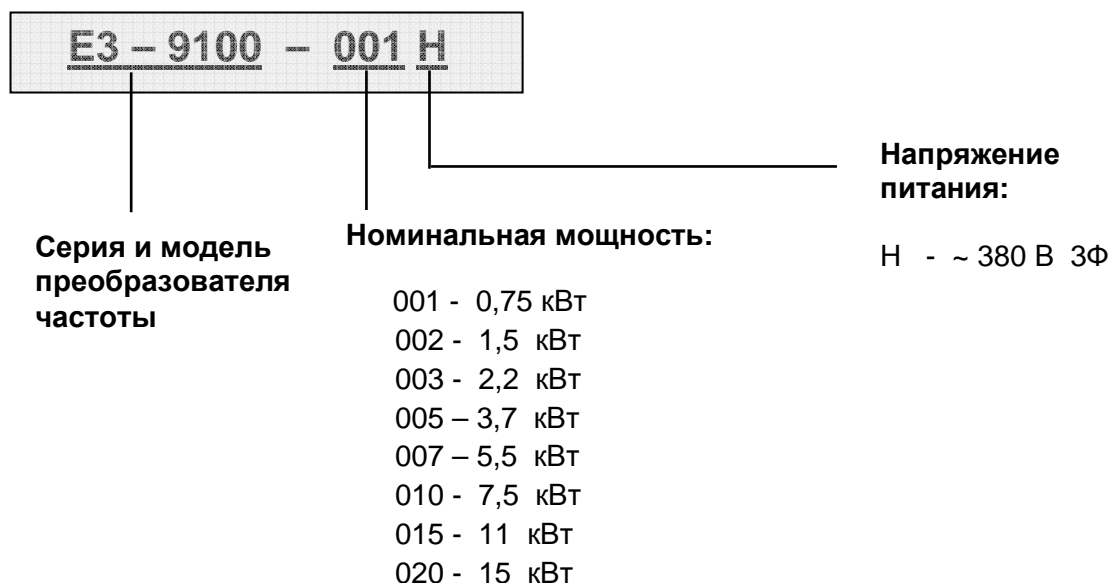 E3 – 9100 – 001 H
Напряжение
питания:
Н - ~ 380 В 3Ф
Серия и модель
преобразователя
частоты
Номинальная мощность:
001 - 0,75 кВт
002 - 1,5 кВт
003 - 2,2 кВт
005 – 3,7 кВт
007 – 5,5 кВт
010 - 7,5 кВт
015 - 11 кВт
020 - 15 кВт